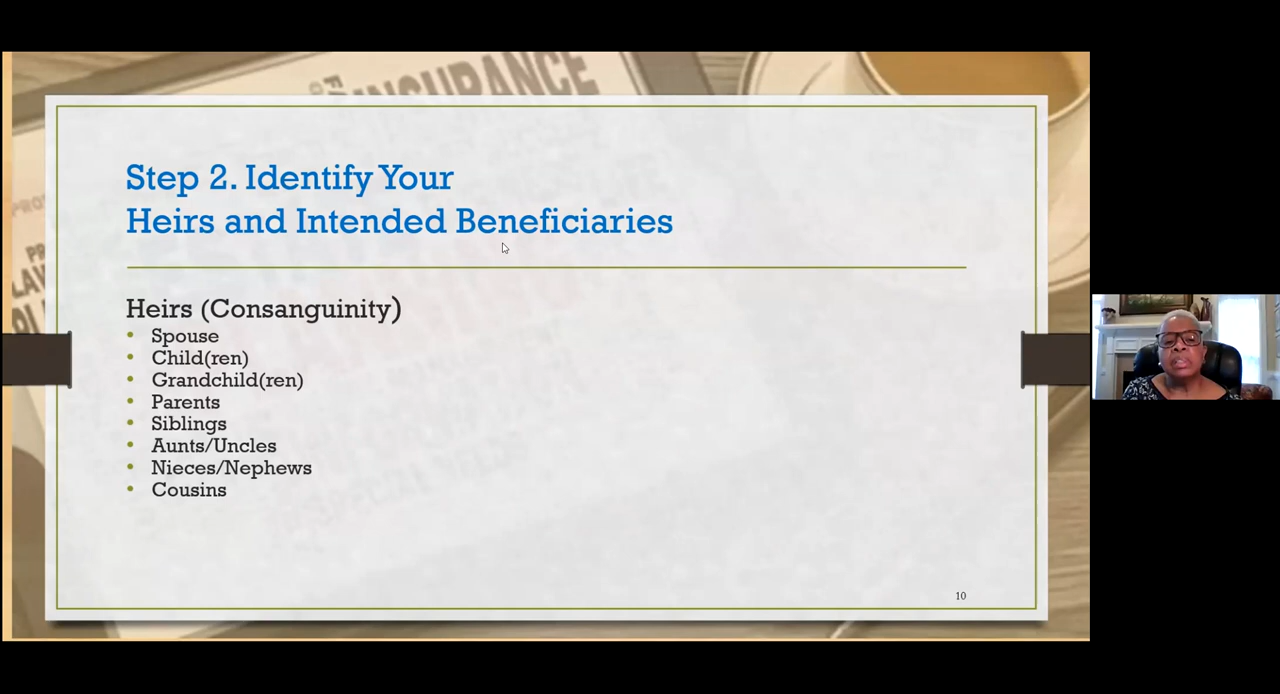 INSURANCE
Step 2. Identify Your
Heirs and Intended Beneficiaries
Heirs (Consanguinity)
• Spouse
• Child(ren)
• Grandchild(ren)
• Parents
• Siblings
• Aunts/Uncles
• Nieces/Nephews
• Cousins
10